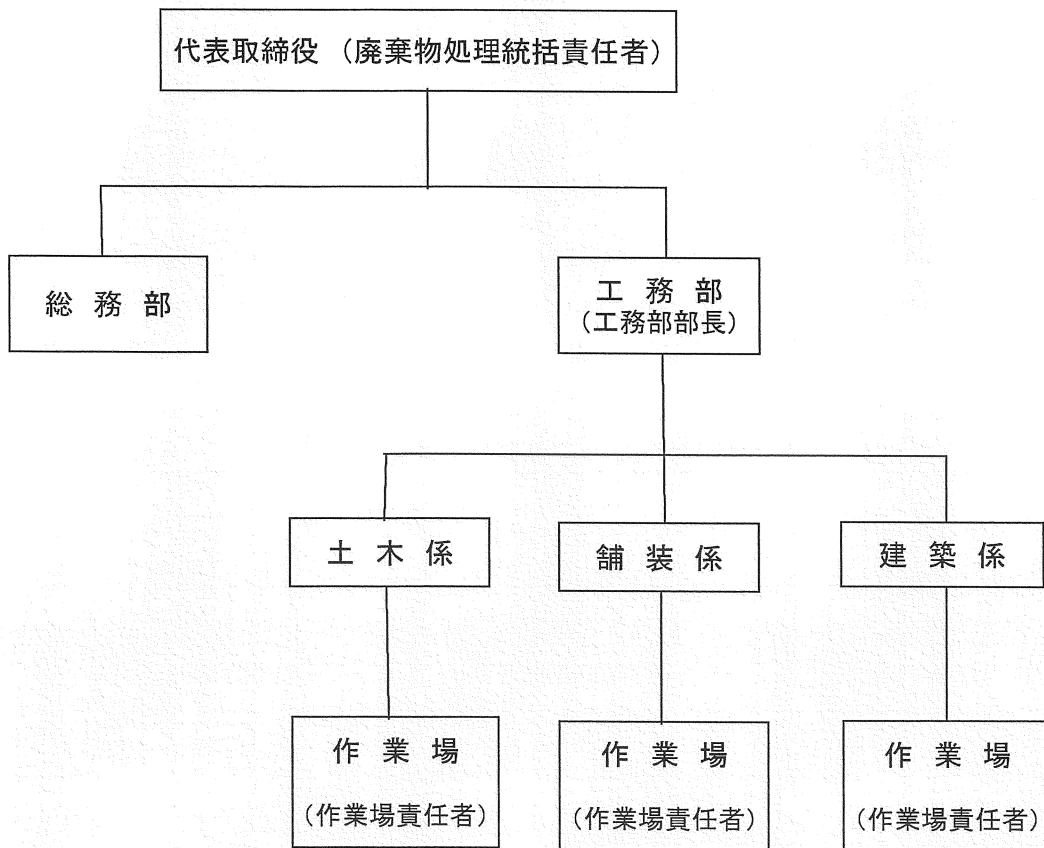 代表取締役（廃棄物処理統括責任者）
総務部
工務部
（工務部部長）
土木係
舗装係
建築係
作業場
（作業場責任者）
作業場
（作業場責任者）
作業場
（作業場責任者）